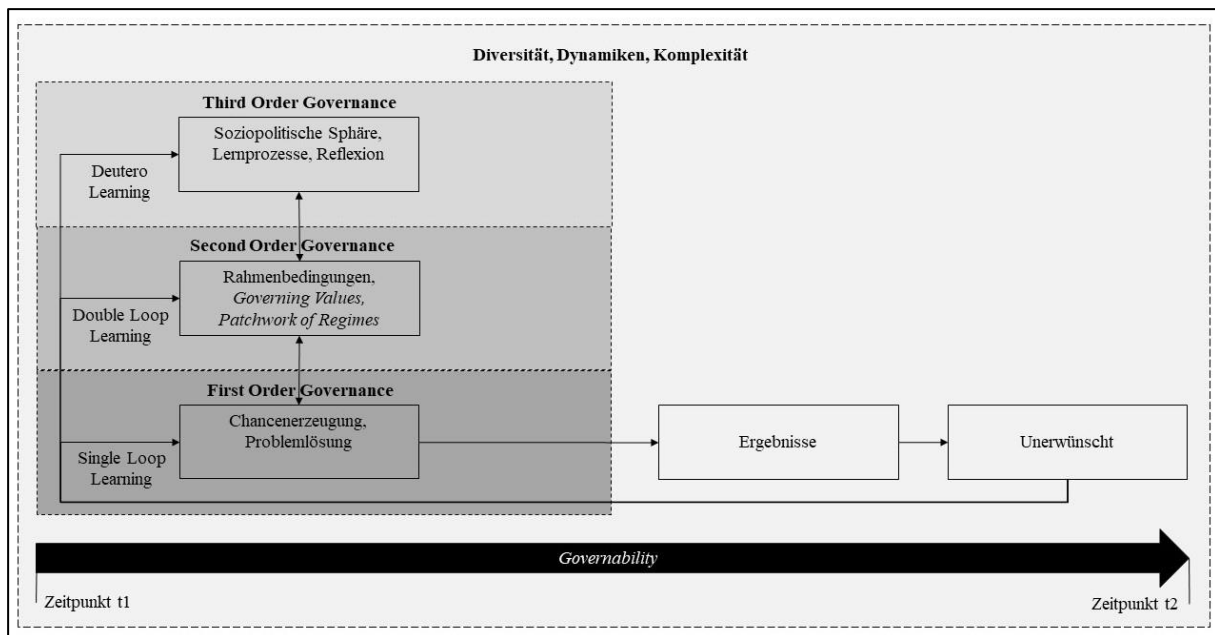 Diversität, Dynamiken, Komplexität
Third Order Governance
Soziopolitische Sphäre,
Lernprozesse, Reflexion
Deutero
Learning
Second Order Governance
Rahmenbedingungen,
Governing Values,
Patchwork of Regimes
Double Loop
Learning
First Order Governance
Chancenerzeugung,
Problemlösung
Single Loop
Learning
Ergebnisse
Unerwünscht
Governability
Zeitpunkt t1
Zeitpunkt t2